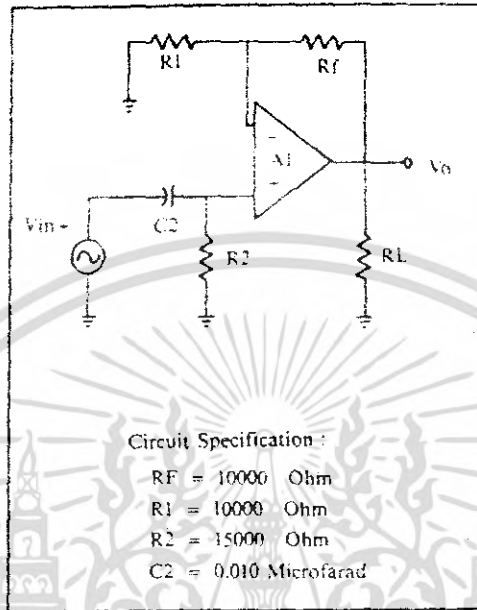 R1
Rf
A1
Vo
Vin +
C2
R2
RL
Circuit Specification :
RF = 10000 Ohm
R1 = 10000 Ohm
R2 = 15000 Ohm
C2 = 0.010 Microfarad